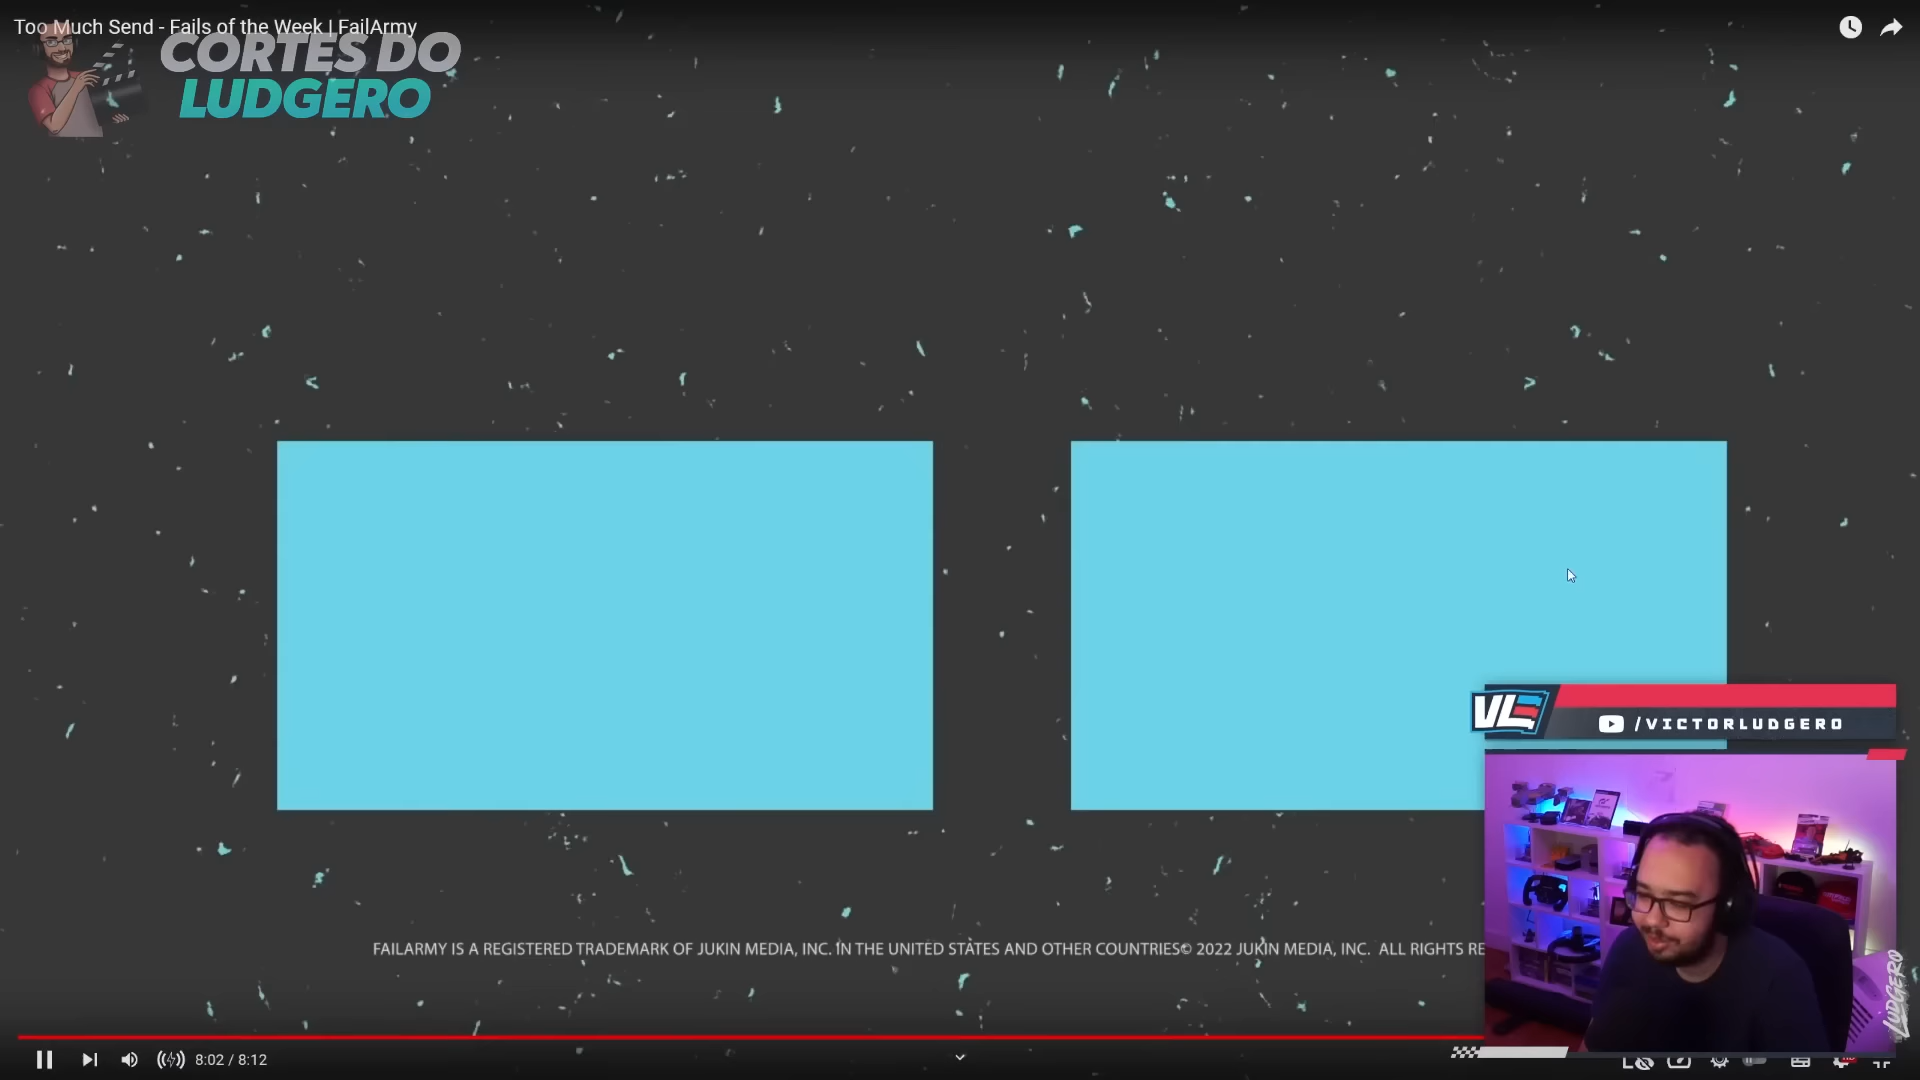 Too Much Send - Fails of the Week | FailArmy
CORTES DO
LUDGERO
VL
/VICTORLUDGERO
FAILARMY IS A REGISTERED TRADEMARK OF JUKIN MEDIA, INC. IN THE UNITED STATES AND OTHER COUNTRIES© 2022 JUKIN MEDIA, INC. ALL RIGHTS RE
LUDGERO
8:02 / 8:12